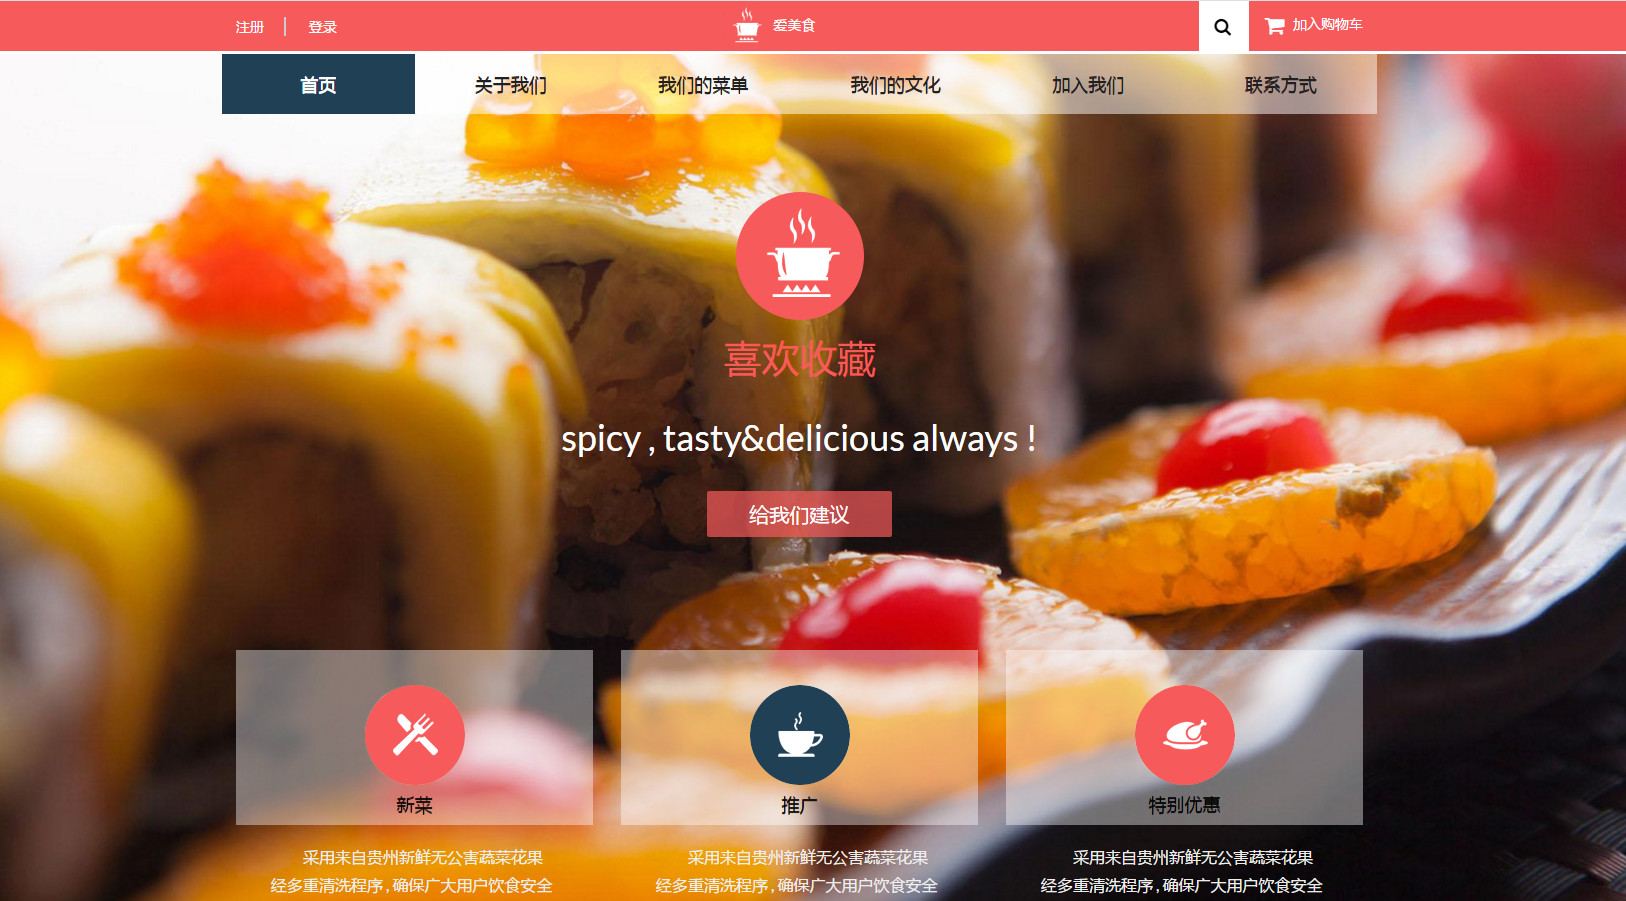 注册 | 登录
爱美食
加入购物车
首页
关于我们
我们的菜单
我们的文化
加入我们
联系方式
喜欢收藏
spicy , tasty&delicious always !
给我们建议
新菜
采用来自贵州新鲜无公害蔬菜花果
经多重清洗程序,确保广大用户饮食安全
推广
采用来自贵州新鲜无公害蔬菜花果
经多重清洗程序,确保广大用户饮食安全
特别优惠
采用来自贵州新鲜无公害蔬菜花果
经多重清洗程序,确保广大用户饮食安全